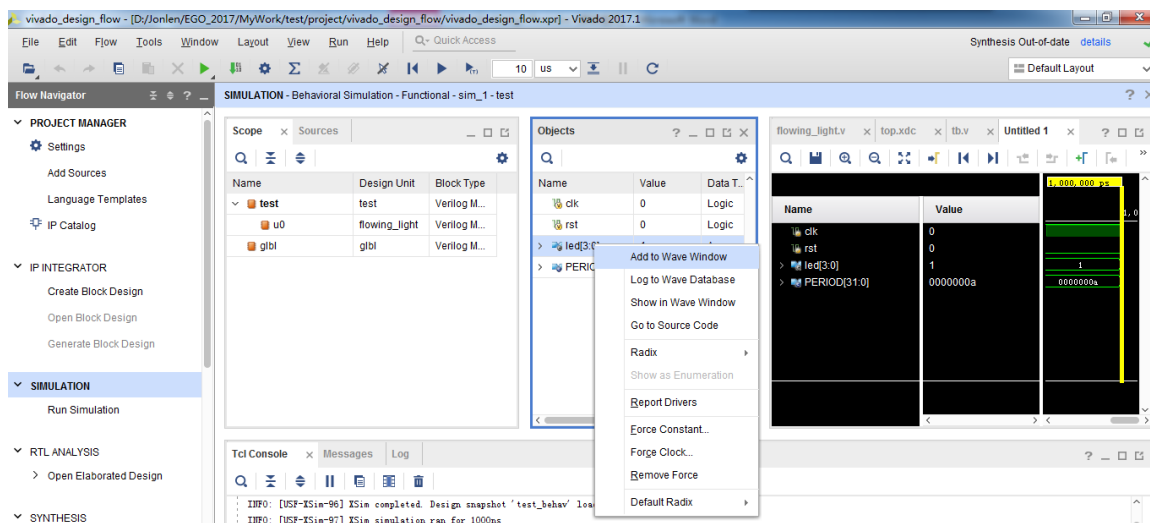 vivado_design_flow - [D:/Jonlen/EGO_2017/MyWork/test/project/vivado_design_flow/vivado_design_flow.xpr] - Vivado 2017.1
File Edit Flow Tools Window Layout View Run Help Quick Access
Synthesis Out-of-date details
10 us
Default Layout
Flow Navigator
SIMULATION - Behavioral Simulation - Functional - sim_1 - test
PROJECT MANAGER
Settings
Add Sources
Language Templates
IP Catalog
IP INTEGRATOR
Create Block Design
Open Block Design
Generate Block Design
SIMULATION
Run Simulation
RTL ANALYSIS
Open Elaborated Design
SYNTHESIS
Scope Sources
Name Design Unit Block Type
test test Verilog M...
u0 flowing_light Verilog M...
glbl glbl Verilog M...
Objects
Name Value Data T...
clk 0 Logic
rst 0 Logic
led[3:0]
PERIO
Add to Wave Window
Log to Wave Database
Show in Wave Window
Go to Source Code
Radix
Show as Enumeration
Report Drivers
Force Constant...
Force Clock...
Remove Force
Default Radix
flowing_light.v top.xdc tb.v Untitled 1
1,000,000 ps
Name Value
clk 0
rst 0
led[3:0] 1 1
PERIOD[31:0] 0000000a 0000000a
Tcl Console Messages Log
INFO: [USF-XSim-96] XSim completed. Design snapshot 'test_behav'
INFO: [USF-XSim-97] XSim simulation ran for 1000ns